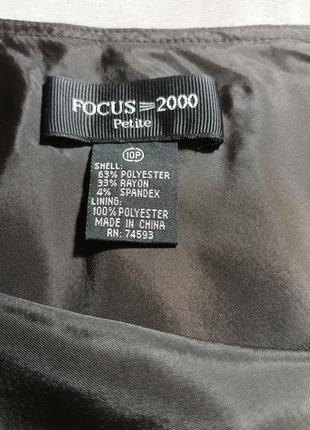 FOCUS 2000
Petite
10P
SHELL:
63% POLYESTER
33% RAYON
4% SPANDEX
LINING:
100% POLYESTER
MADE IN CHINA
RN: 74593